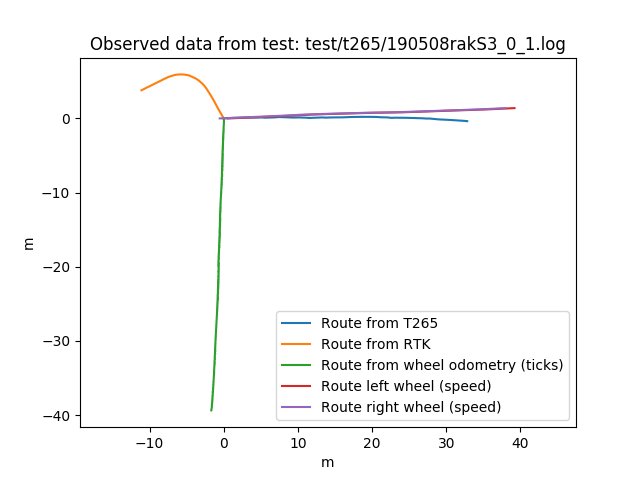 Observed data from test: test/t265/190508rakS3_0_1.log
0
−10
−20
−30
−40
m
Route from T265
Route from RTK
Route from wheel odometry (ticks)
Route left wheel (speed)
Route right wheel (speed)
−10 0 10 20 30 40
m